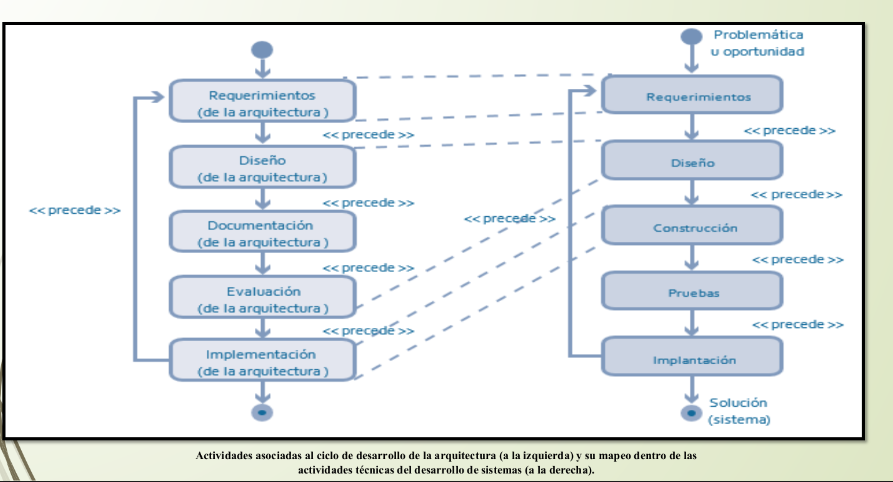 Problemática
u oportunidad
Requerimientos
(de la arquitectura)
Requerimientos
<< precede >>
<< precede >>
Diseño
(de la arquitectura)
Diseño
<< precede >>
<< precede >>
<< precede >>
<< precede >>
Documentación
(de la arquitectura)
Construcción
<< precede >>
<< precede >>
Evaluación
(de la arquitectura)
Pruebas
<< precede >>
<< precede >>
Implementación
(de la arquitectura )
Implantación
Solución
(sistema)
Actividades asociadas al ciclo de desarrollo de la arquitectura (a la izquierda) y su mapeo dentro de las
actividades técnicas del desarrollo de sistemas (a la derecha).